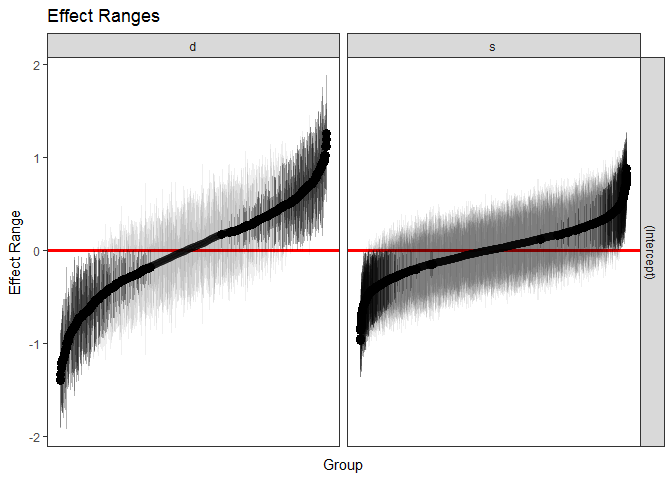 Effect Ranges
d
s
2
1
0
-1
-2
Effect Range
(Intercept)
Group